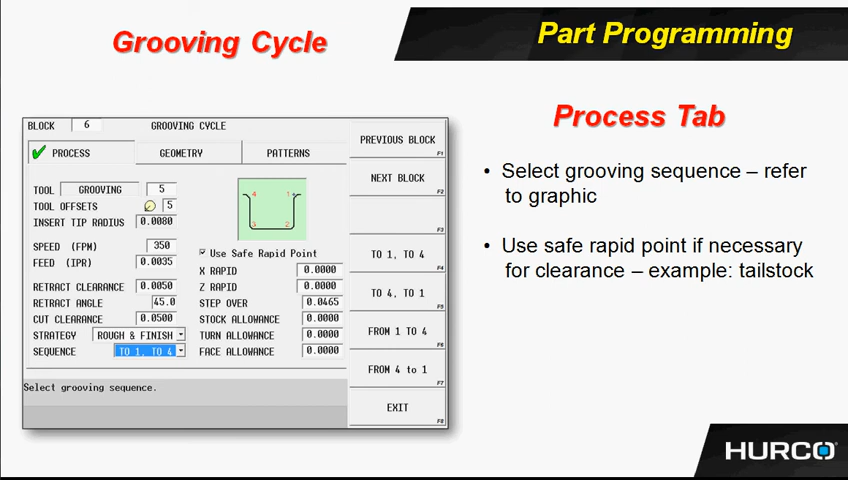 Grooving Cycle
Part Programming
BLOCK 6 GROOVING CYCLE
PROCESS GEOMETRY PATTERNS
TOOL GROOVING 5
TOOL OFFSETS 5
INSERT TIP RADIUS 0.0080
SPEED (FPM) 350
FEED (IPR) 0.0035
RETRACT CLEARANCE 0.0050
RETRACT ANGLE 45.0
CUT CLEARANCE 0.0500
STRATEGY ROUGH & FINISH
SEQUENCE TO 1, TO 4
4 1
3 2
Use Safe Rapid Point
X RAPID 0.0000
Z RAPID 0.0000
STEP OVER 0.0465
STOCK ALLOWANCE 0.0000
TURN ALLOWANCE 0.0000
FACE ALLOWANCE 0.0000
Select grooving sequence.
PREVIOUS BLOCK
F1
NEXT BLOCK
F2
F3
TO 1, TO 4
F4
TO 4, TO 1
F5
FROM 1 TO 4
F6
FROM 4 to 1
F7
EXIT
F8
Process Tab
• Select grooving sequence – refer
to graphic
• Use safe rapid point if necessary
for clearance – example: tailstock
HURCO